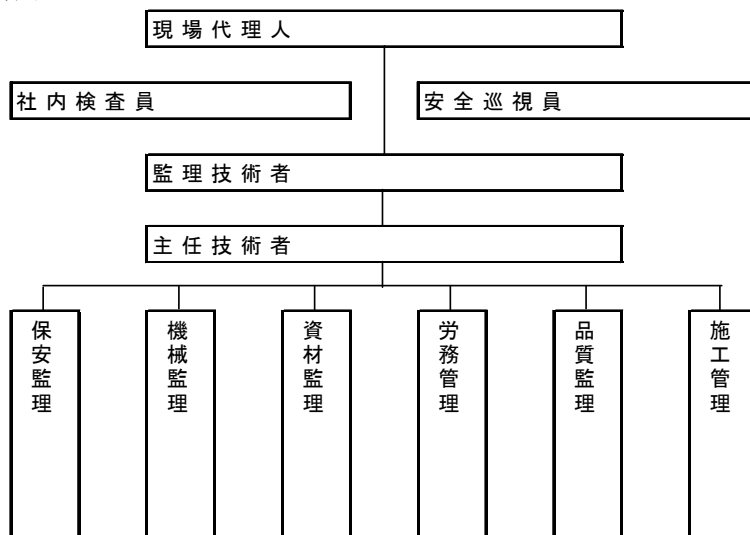 現場代理人
社内検査員
安全巡視員
監理技術者
主任技術者
保安監理
機械監理
資材監理
労務管理
品質監理
施工管理